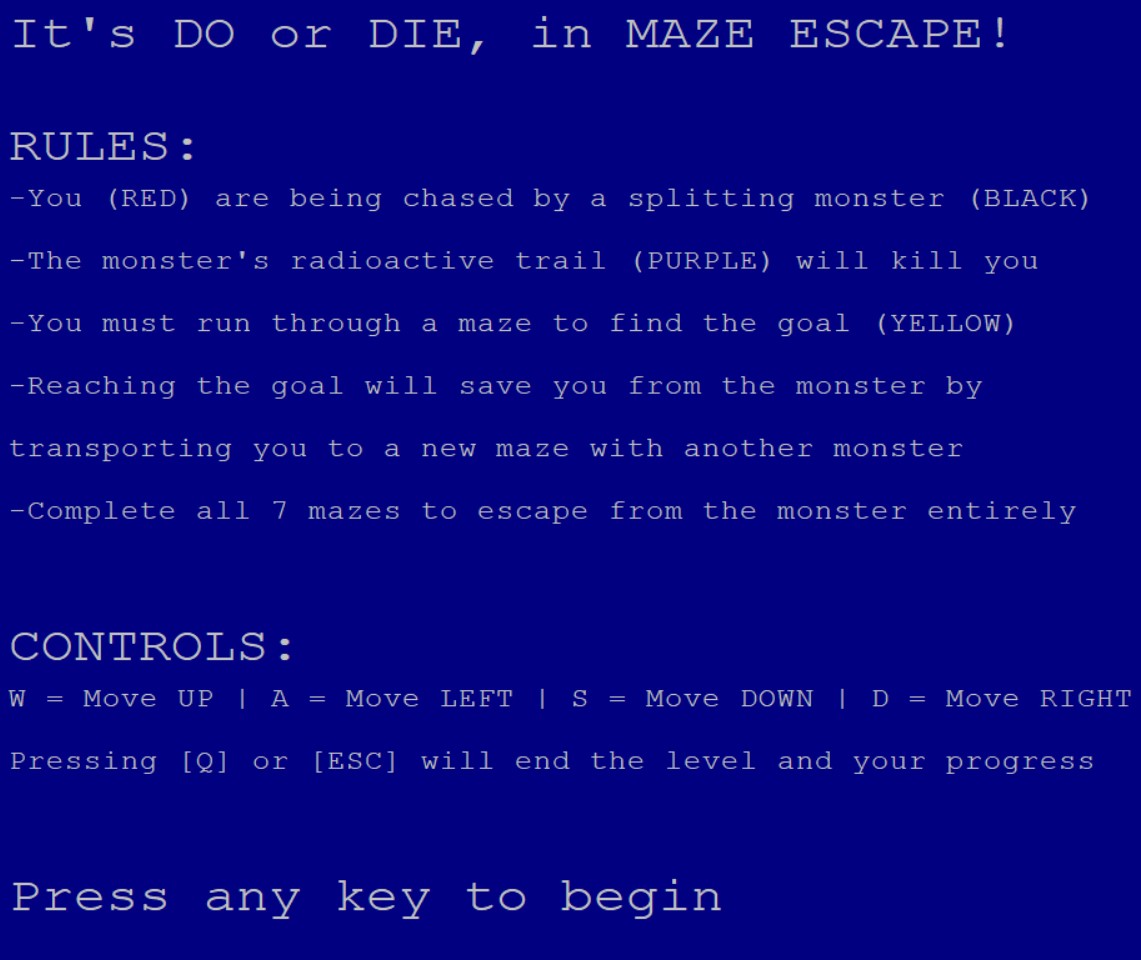 It's DO or DIE, in MAZE ESCAPE!
RULES:
-You (RED) are being chased by a splitting monster (BLACK)
-The monster's radioactive trail (PURPLE) will kill you
-You must run through a maze to find the goal (YELLOW)
-Reaching the goal will save you from the monster by
transporting you to a new maze with another monster
-Complete all 7 mazes to escape from the monster entirely
CONTROLS:
W = Move UP | A = Move LEFT | S = Move DOWN | D = Move RIGHT
Pressing [Q] or [ESC] will end the level and your progress
Press any key to begin